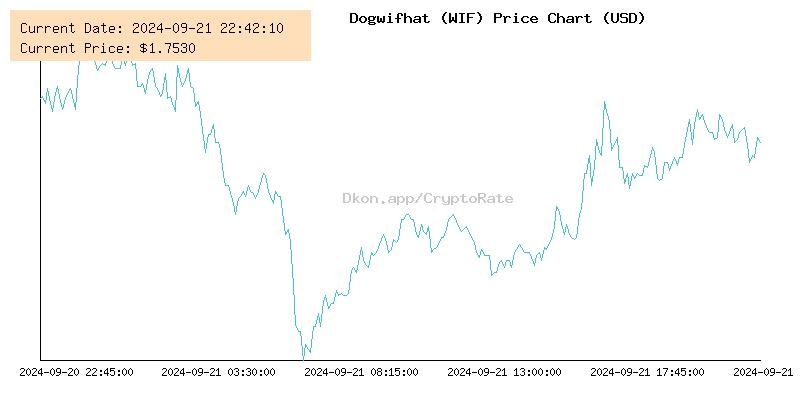 Dogwifhat (WIF) Price Chart (USD)
Current Date: 2024-09-21 22:42:10
Current Price: $1.7530
Dkon.app/CryptoRate
2024-09-20 22:45:00 2024-09-21 03:30:00 2024-09-21 08:15:00 2024-09-21 13:00:00 2024-09-21 17:45:00 2024-09-21